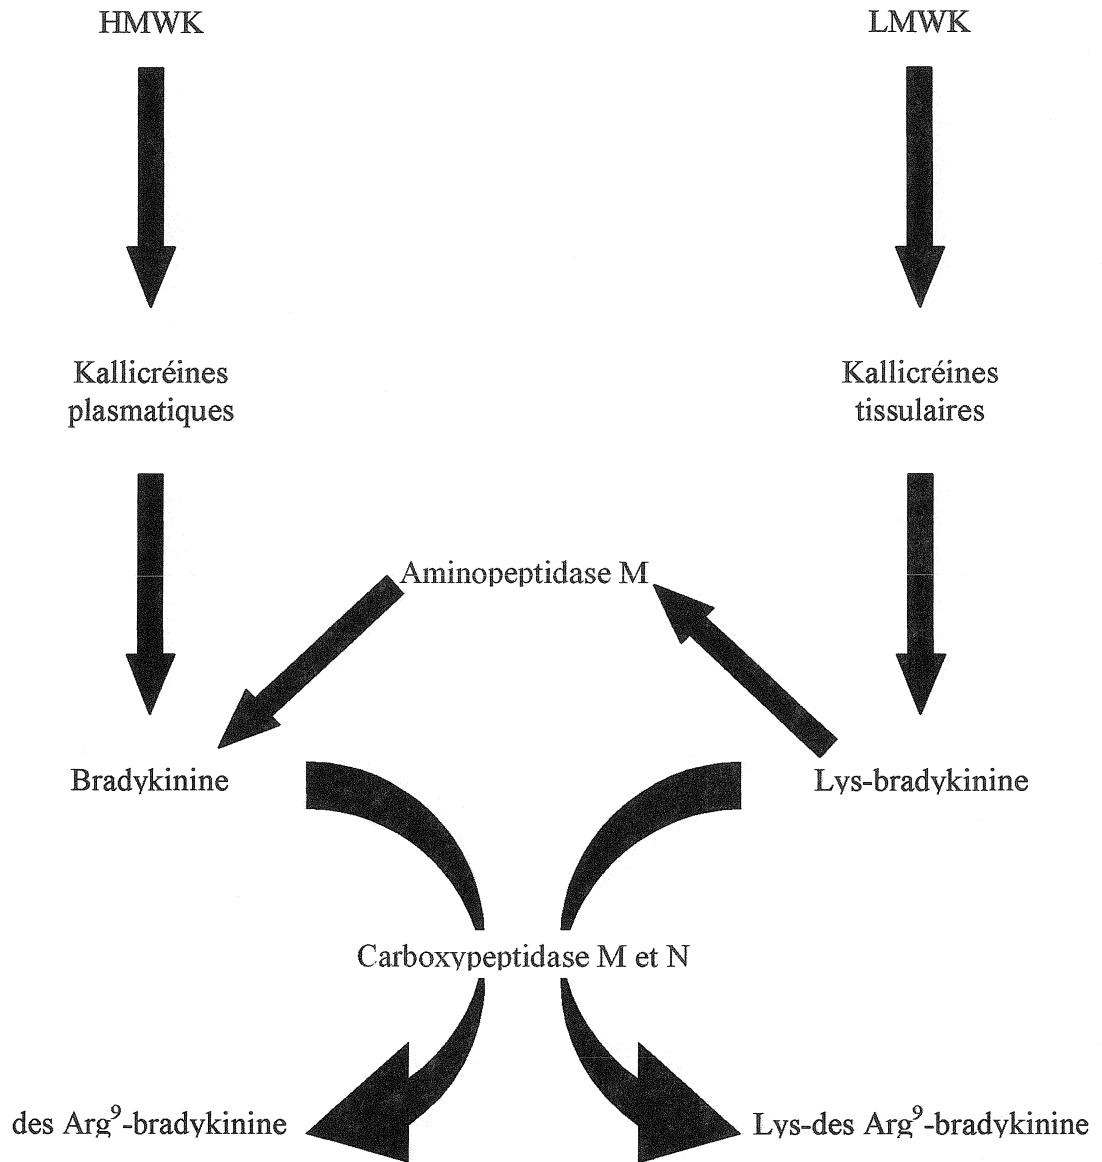 HMWK
LMWK
Kallicréines
plasmatiques
Kallicréines
tissulaires
Aminopeptidase M
Bradykinine
Lys-bradykinine
Carboxypeptidase M et N
des Arg⁹-bradykinine
Lys-des Arg⁹-bradykinine